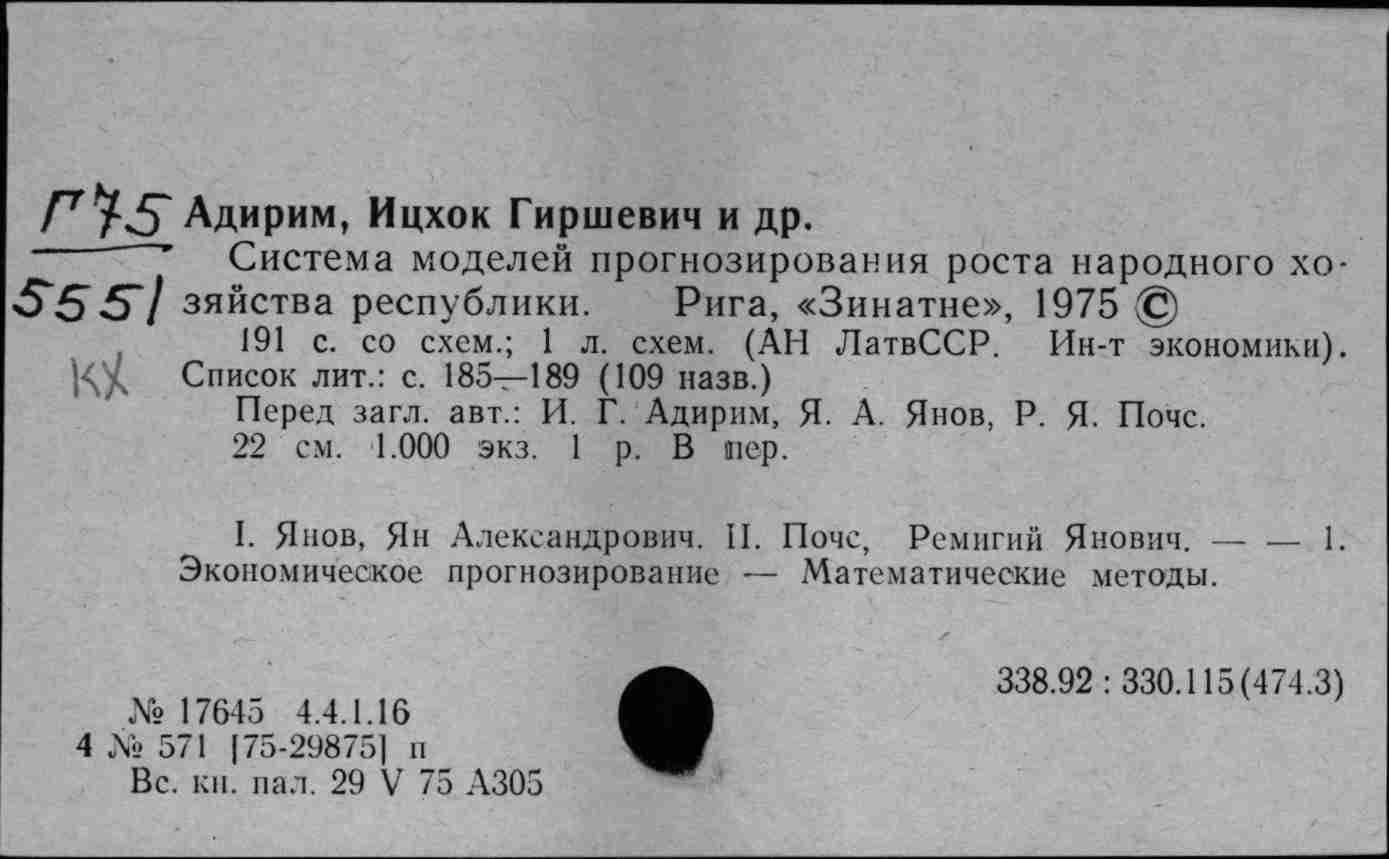 П75 Адирим, Ицхок Гиршевич и др.
Система моделей прогнозирования роста народного хо-
5551 зяйства республики. Рига, «Зинатне», 1975 ©
191 с. со схем.; 1 л. схем. (АН ЛатвССР. Ин-т экономики).
кх Список лит.: с. 185—189 (109 назв.)
Перед загл. авт.: И. Г. Адирим, Я. А. Янов, Р. Я. Почс.
22 см. 1.000 экз. 1 р. В пер.
I. Янов, Ян Александрович. II. Почс, Ремигий Янович. — — 1.
Экономическое прогнозирование — Математические методы.
338.92 : 330.115(474.3)
№ 17645 4.4.1.16
4 № 571 [75-29875] п
Вс. кн. пал. 29 V 75 А305